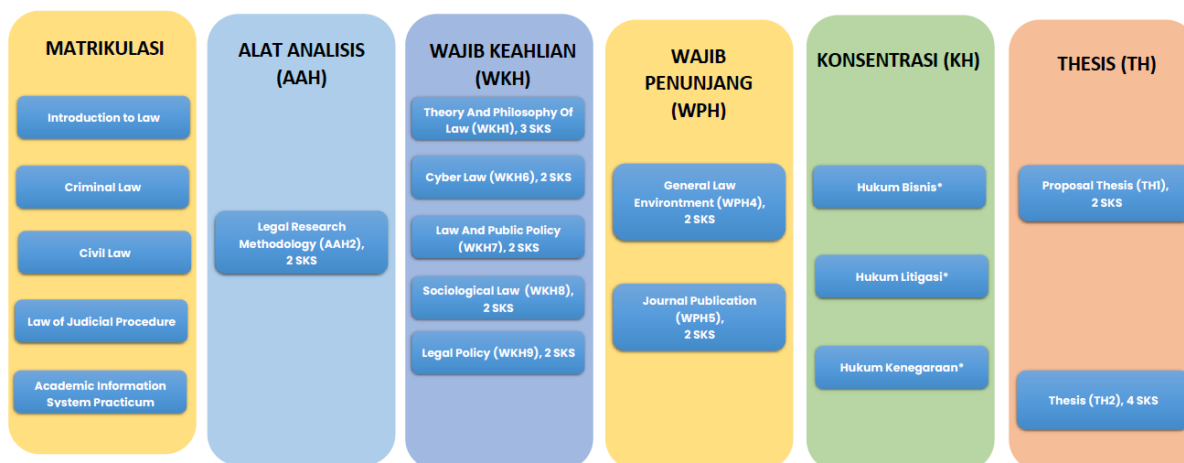 MATRIKULASI
Introduction to Law
Criminal Law
Civil Law
Law of Judicial Procedure
Academic Information
System Practicum
ALAT ANALISIS
(AAH)
Legal Research
Methodology (AAH2),
2 SKS
WAJIB KEAHLIAN
(WKH)
Theory And Philosophy Of
Law (WKH1), 3 SKS
Cyber Law (WKH6), 2 SKS
Law And Public Policy
(WKH7), 2 SKS
Sociological Law (WKH8),
2 SKS
Legal Policy (WKH9), 2 SKS
WAJIB
PENUNJANG
(WPH)
General Law
Environtment (WPH4),
2 SKS
Journal Publication
(WPH5),
2 SKS
KONSENTRASI (KH)
Hukum Bisnis*
Hukum Litigasi*
Hukum Kenegaraan*
THESIS (TH)
Proposal Thesis (TH1),
2 SKS
Thesis (TH2), 4 SKS